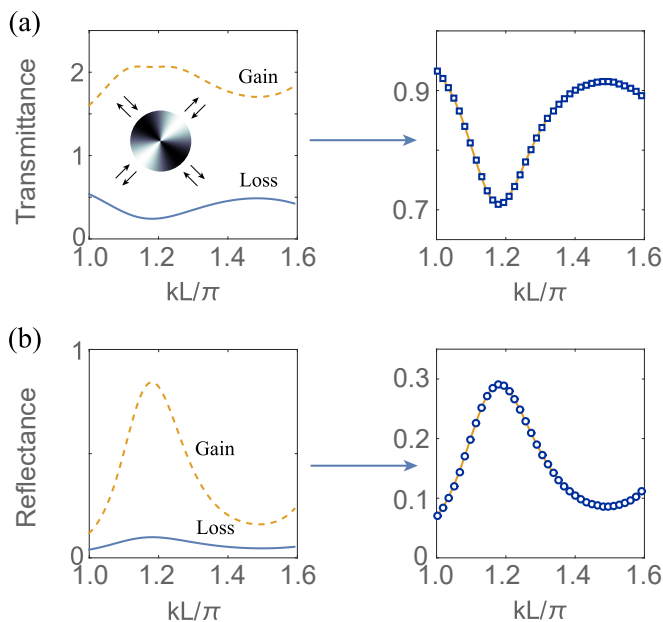 (a)
Transmittance
2
1
0
Gain
Loss
1.0 1.2 1.4 1.6
kL/π
0.9
0.7
1.0 1.2 1.4 1.6
kL/π
(b)
Reflectance
1
0
Gain
Loss
1.0 1.2 1.4 1.6
kL/π
0.3
0.2
0.1
0
1.0 1.2 1.4 1.6
kL/π